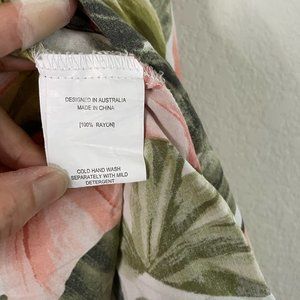 DESIGNED IN AUSTRALIA
MADE IN CHINA
[100% RAYON]
COLD HAND WASH
SEPARATELY WITH MILD
DETERGENT